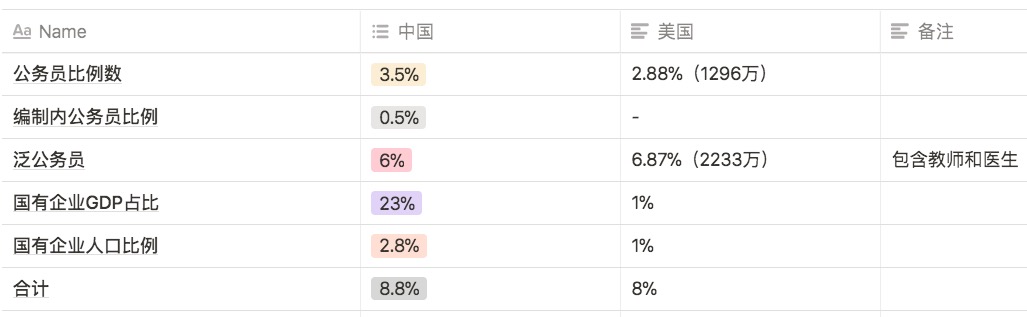 Aa Name 中国 美国 备注
公务员比例数 3.5% 2.88%（1296万）
编制内公务员比例 0.5% -
泛公务员 6% 6.87%（2233万） 包含教师和医生
国有企业GDP占比 23% 1%
国有企业人口比例 2.8% 1%
合计 8.8% 8%